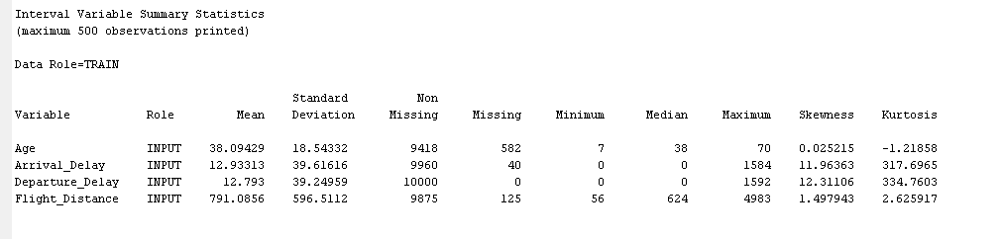 Interval Variable Summary Statistics
(maximum 500 observations printed)
Data Role=TRAIN
Standard Non
Variable Role Mean Deviation Missing Missing Minimum Median Maximum Skewness Kurtosis
Age INPUT 38.09429 18.54332 9418 582 7 38 70 0.025215 -1.21858
Arrival_Delay INPUT 12.93313 39.61616 9960 40 0 0 1584 11.96363 317.6965
Departure_Delay INPUT 12.793 39.24959 10000 0 0 0 1592 12.31106 334.7603
Flight_Distance INPUT 791.0856 596.5112 9875 125 56 624 4983 1.497943 2.625917